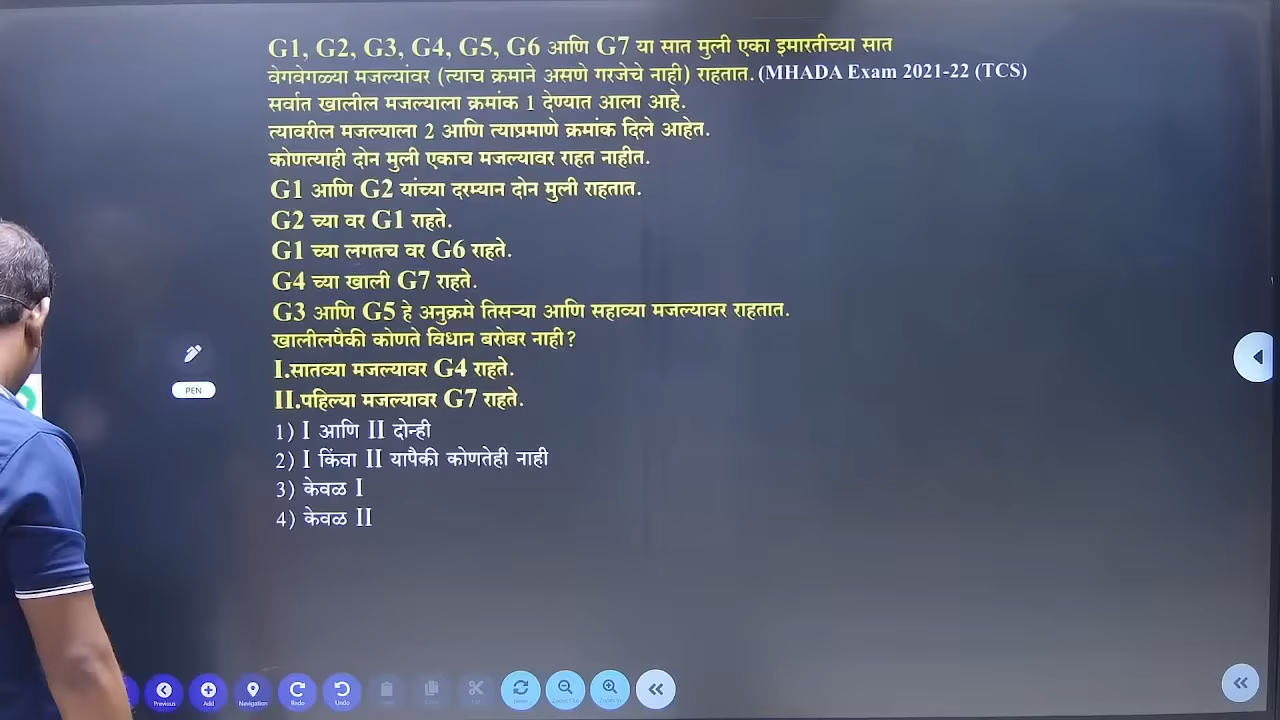 G1, G2, G3, G4, G5, G6 आणि G7 या सात मुली एका इमारतीच्या सात
वेगवेगळ्या मजल्यांवर (त्याच क्रमाने असणे गरजेचे नाही) राहतात. (MHADA Exam 2021-22 (TCS)
सर्वात खालील मजल्याला क्रमांक 1 देण्यात आला आहे.
त्यावरील मजल्याला 2 आणि त्याप्रमाणे क्रमांक दिले आहेत.
कोणत्याही दोन मुली एकाच मजल्यावर राहत नाहीत.
G1 आणि G2 यांच्या दरम्यान दोन मुली राहतात.
G2 च्या वर G1 राहते.
G1 च्या लगतच वर G6 राहते.
G4 च्या खाली G7 राहते.
G3 आणि G5 हे अनुक्रमे तिसऱ्या आणि सहाव्या मजल्यावर राहतात.
खालीलपैकी कोणते विधान बरोबर नाही?
I.सातव्या मजल्यावर G4 राहते.
II.पहिल्या मजल्यावर G7 राहते.
1) I आणि II दोन्ही
2) I किंवा II यापैकी कोणतेही नाही
3) केवळ I
4) केवळ II
PEN
Previous
Add
Navigation
Redo
Undo